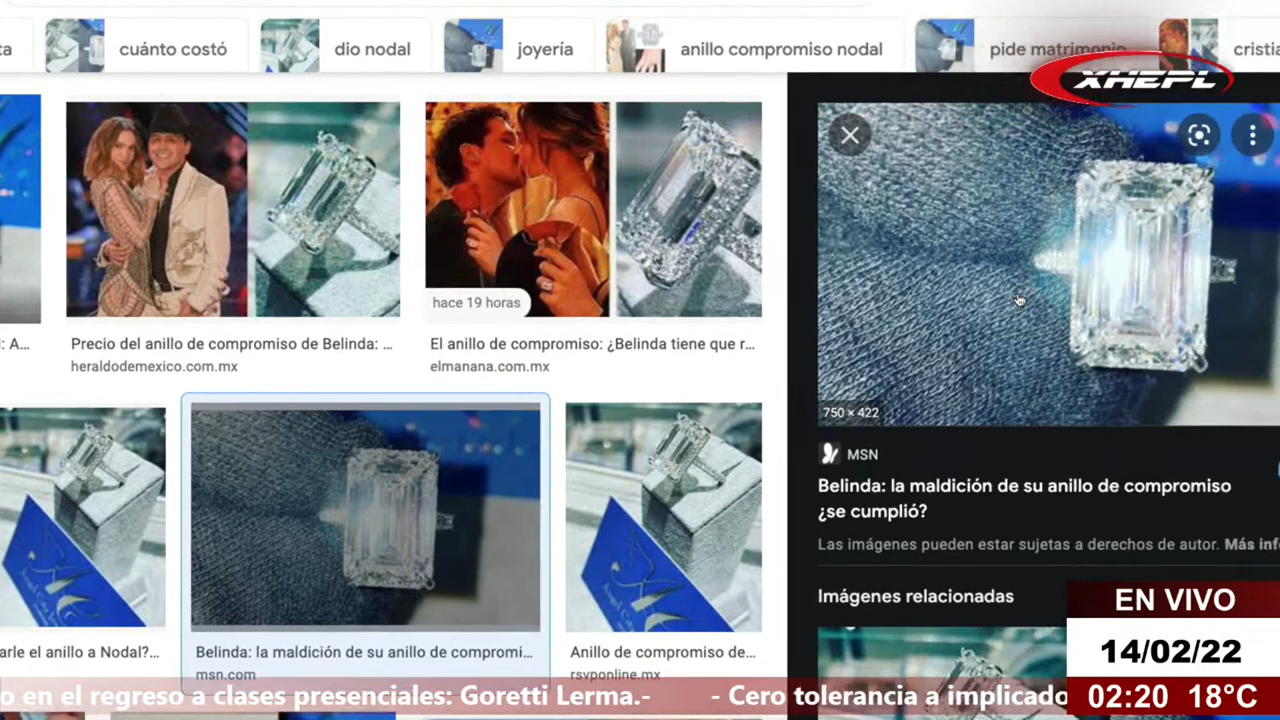 ta
cuánto costó
dio nodal
joyería
anillo compromiso nodal
pide matrimonio
cristia
XHEPL
hace 19 horas
l: A...
Precio del anillo de compromiso de Belinda: ...
heraldodemexico.com.mx
El anillo de compromiso: ¿Belinda tiene que r...
elmanana.com.mx
750 × 422
MSN
Belinda: la maldición de su anillo de compromiso
¿se cumplió?
Las imágenes pueden estar sujetas a derechos de autor. Más inf
Imágenes relacionadas
arle el anillo a Nodal?...
Belinda: la maldición de su anillo de compromi...
msn.com
Anillo de compromiso de...
rsvponline.mx
EN VIVO
14/02/22
02:20 18°C
o en el regreso a clases presenciales: Goretti Lerma.- - Cero tolerancia a implicado